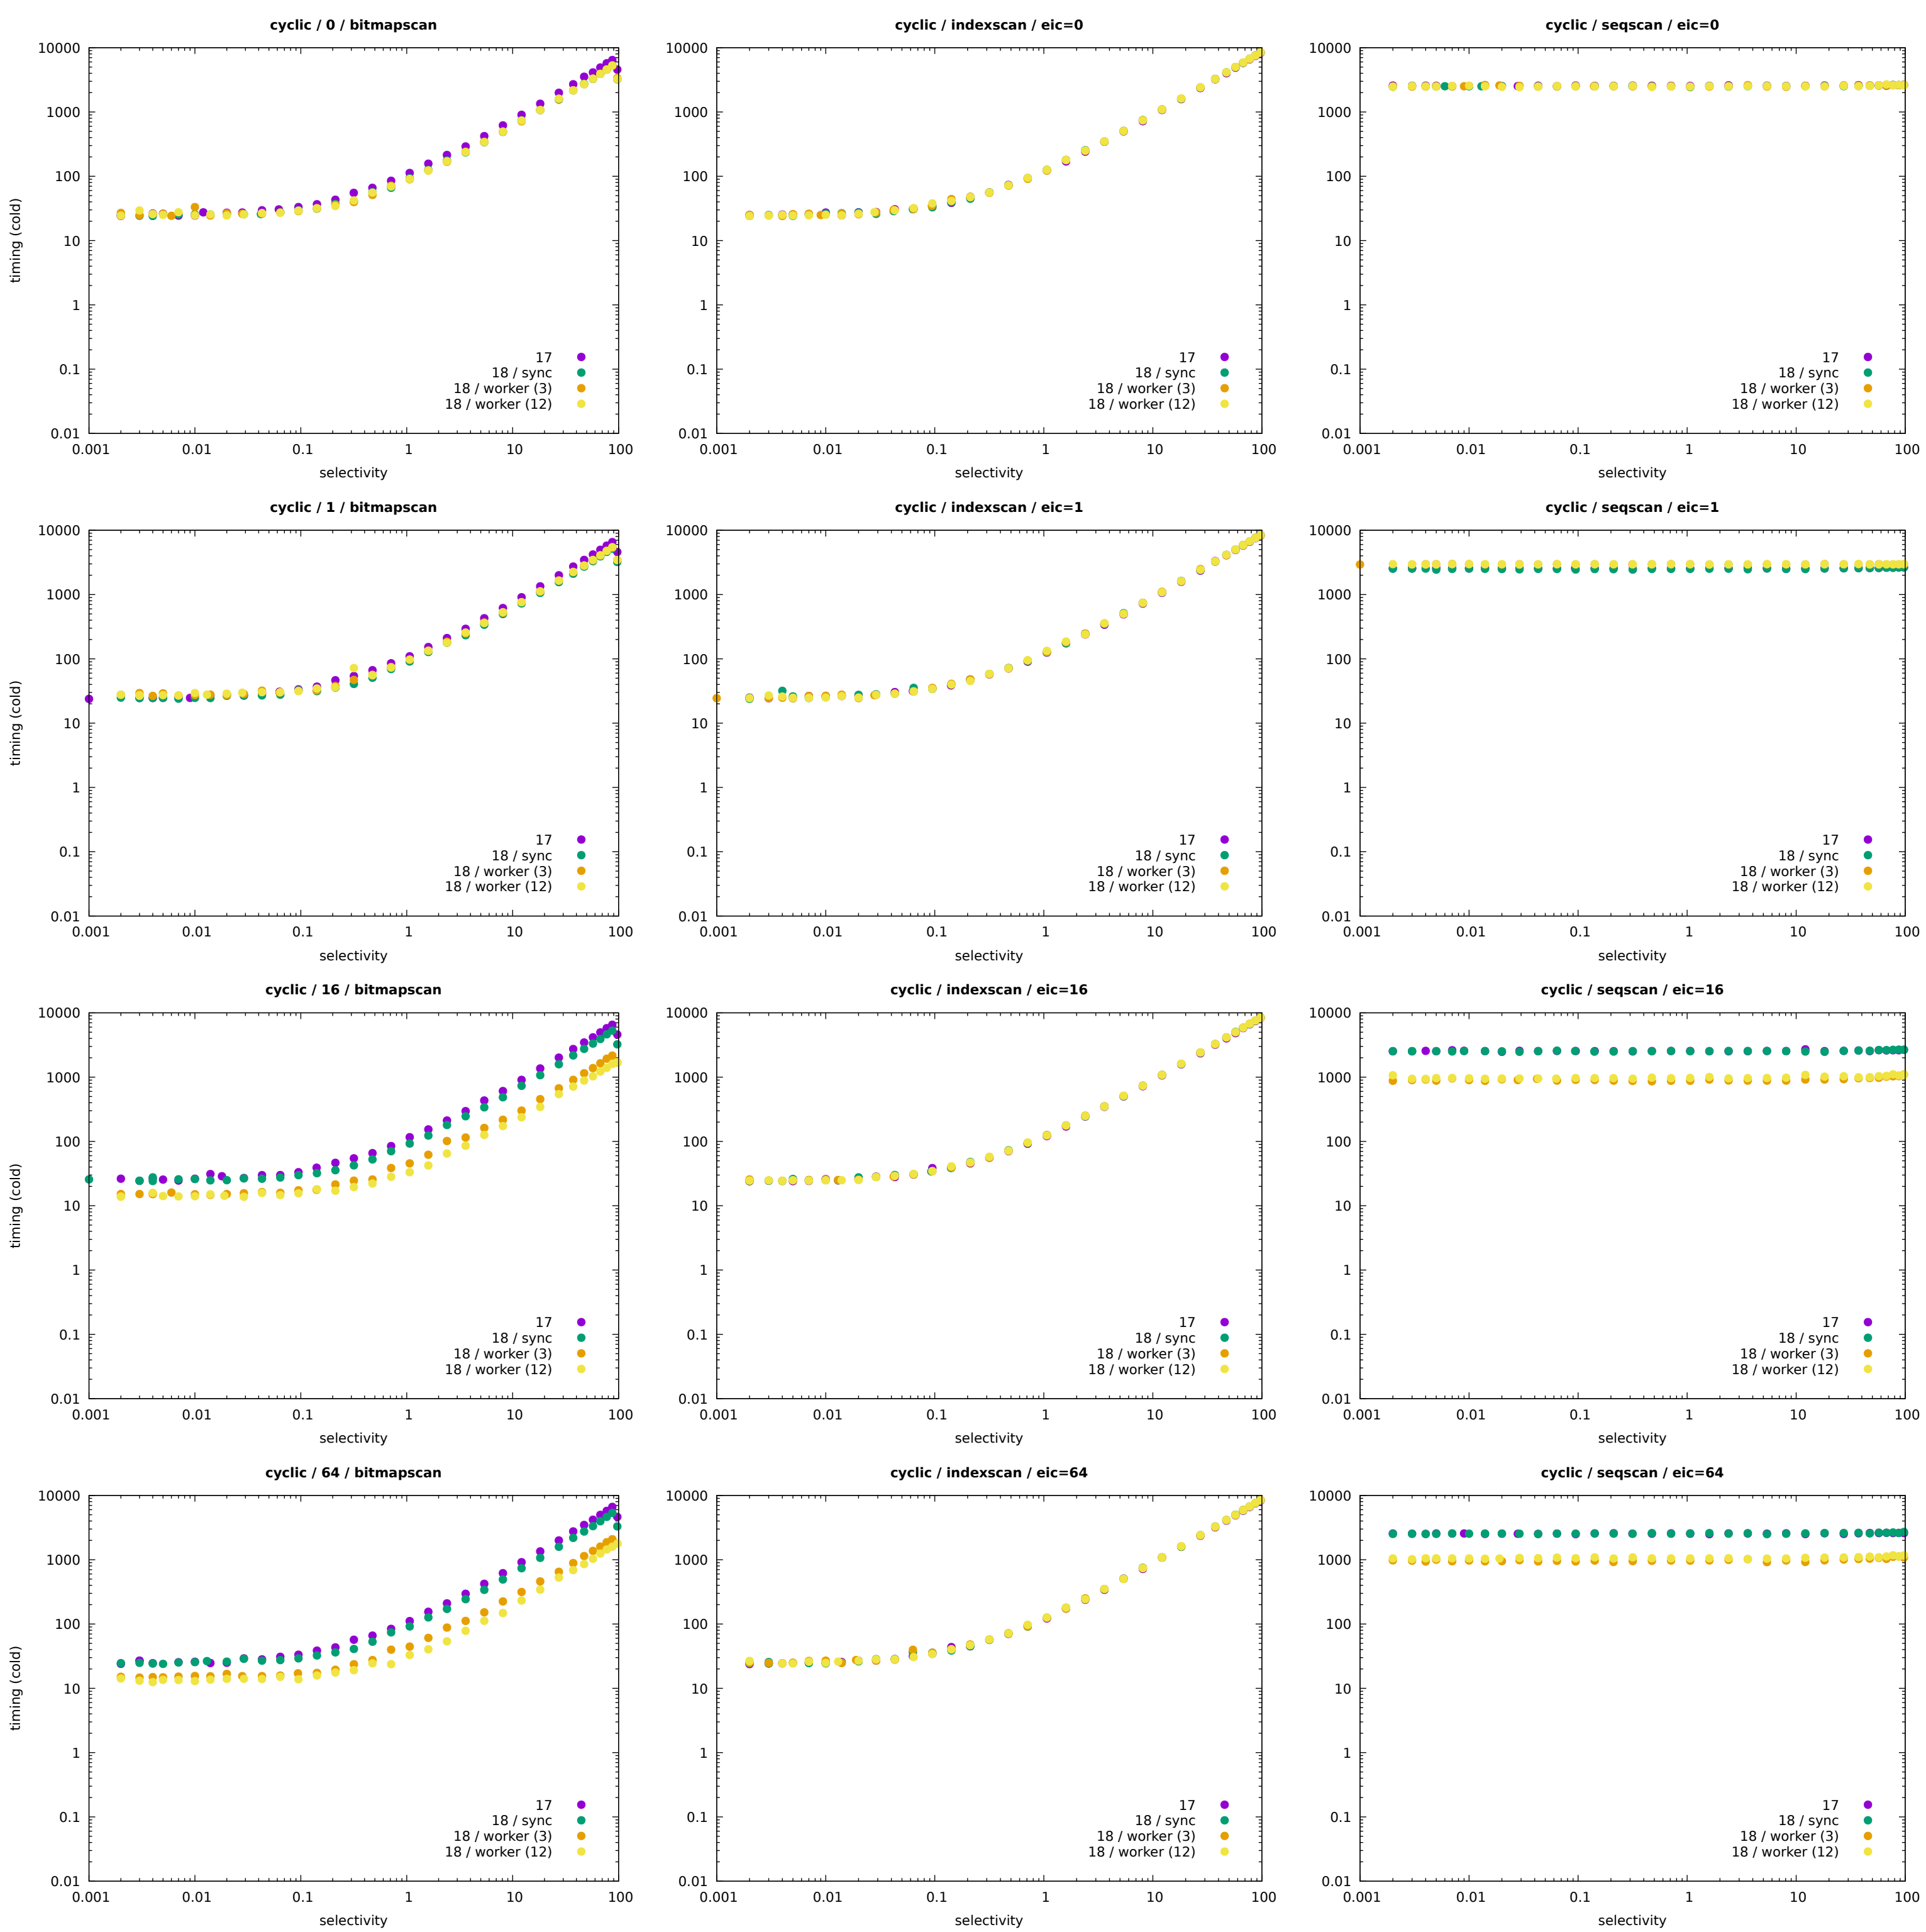 cyclic / 0 / bitmapscan
10000
1000
100
10
1
0.1
0.01
timing (cold)
17
18 / sync
18 / worker (3)
18 / worker (12)
0.001 0.01 0.1 1 10 100
selectivity
cyclic / indexscan / eic=0
10000
1000
100
10
1
0.1
0.01
17
18 / sync
18 / worker (3)
18 / worker (12)
0.001 0.01 0.1 1 10 100
selectivity
cyclic / seqscan / eic=0
10000
1000
100
10
1
0.1
0.01
17
18 / sync
18 / worker (3)
18 / worker (12)
0.001 0.01 0.1 1 10 100
selectivity
cyclic / 1 / bitmapscan
10000
1000
100
10
1
0.1
0.01
timing (cold)
17
18 / sync
18 / worker (3)
18 / worker (12)
0.001 0.01 0.1 1 10 100
selectivity
cyclic / indexscan / eic=1
10000
1000
100
10
1
0.1
0.01
17
18 / sync
18 / worker (3)
18 / worker (12)
0.001 0.01 0.1 1 10 100
selectivity
cyclic / seqscan / eic=1
10000
1000
100
10
1
0.1
0.01
17
18 / sync
18 / worker (3)
18 / worker (12)
0.001 0.01 0.1 1 10 100
selectivity
cyclic / 16 / bitmapscan
10000
1000
100
10
1
0.1
0.01
timing (cold)
17
18 / sync
18 / worker (3)
18 / worker (12)
0.001 0.01 0.1 1 10 100
selectivity
cyclic / indexscan / eic=16
10000
1000
100
10
1
0.1
0.01
17
18 / sync
18 / worker (3)
18 / worker (12)
0.001 0.01 0.1 1 10 100
selectivity
cyclic / seqscan / eic=16
10000
1000
100
10
1
0.1
0.01
17
18 / sync
18 / worker (3)
18 / worker (12)
0.001 0.01 0.1 1 10 100
selectivity
cyclic / 64 / bitmapscan
10000
1000
100
10
1
0.1
0.01
timing (cold)
17
18 / sync
18 / worker (3)
18 / worker (12)
0.001 0.01 0.1 1 10 100
selectivity
cyclic / indexscan / eic=64
10000
1000
100
10
1
0.1
0.01
17
18 / sync
18 / worker (3)
18 / worker (12)
0.001 0.01 0.1 1 10 100
selectivity
cyclic / seqscan / eic=64
10000
1000
100
10
1
0.1
0.01
17
18 / sync
18 / worker (3)
18 / worker (12)
0.001 0.01 0.1 1 10 100
selectivity